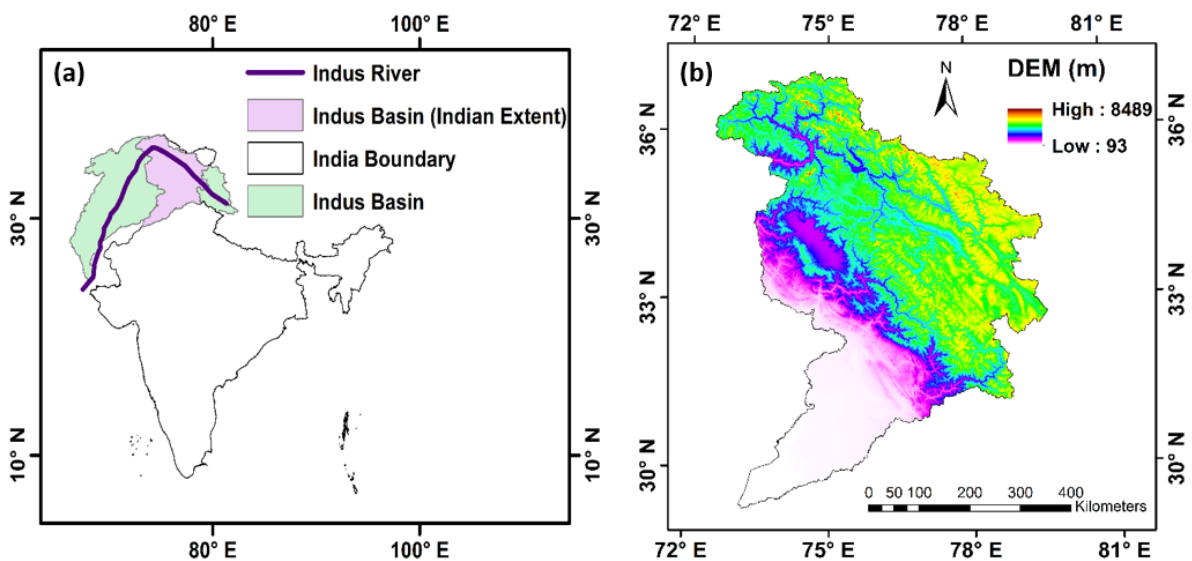 80° E 100° E
(a)
Indus River
Indus Basin (Indian Extent)
India Boundary
Indus Basin
30° N 30° N
10° N 10° N
80° E 100° E
72° E 75° E 78° E 81° E
(b)
N
DEM (m)
High : 8489
Low : 93
36° N 36° N
33° N 33° N
30° N 30° N
0 50 100 200 300 400
Kilometers
72° E 75° E 78° E 81° E